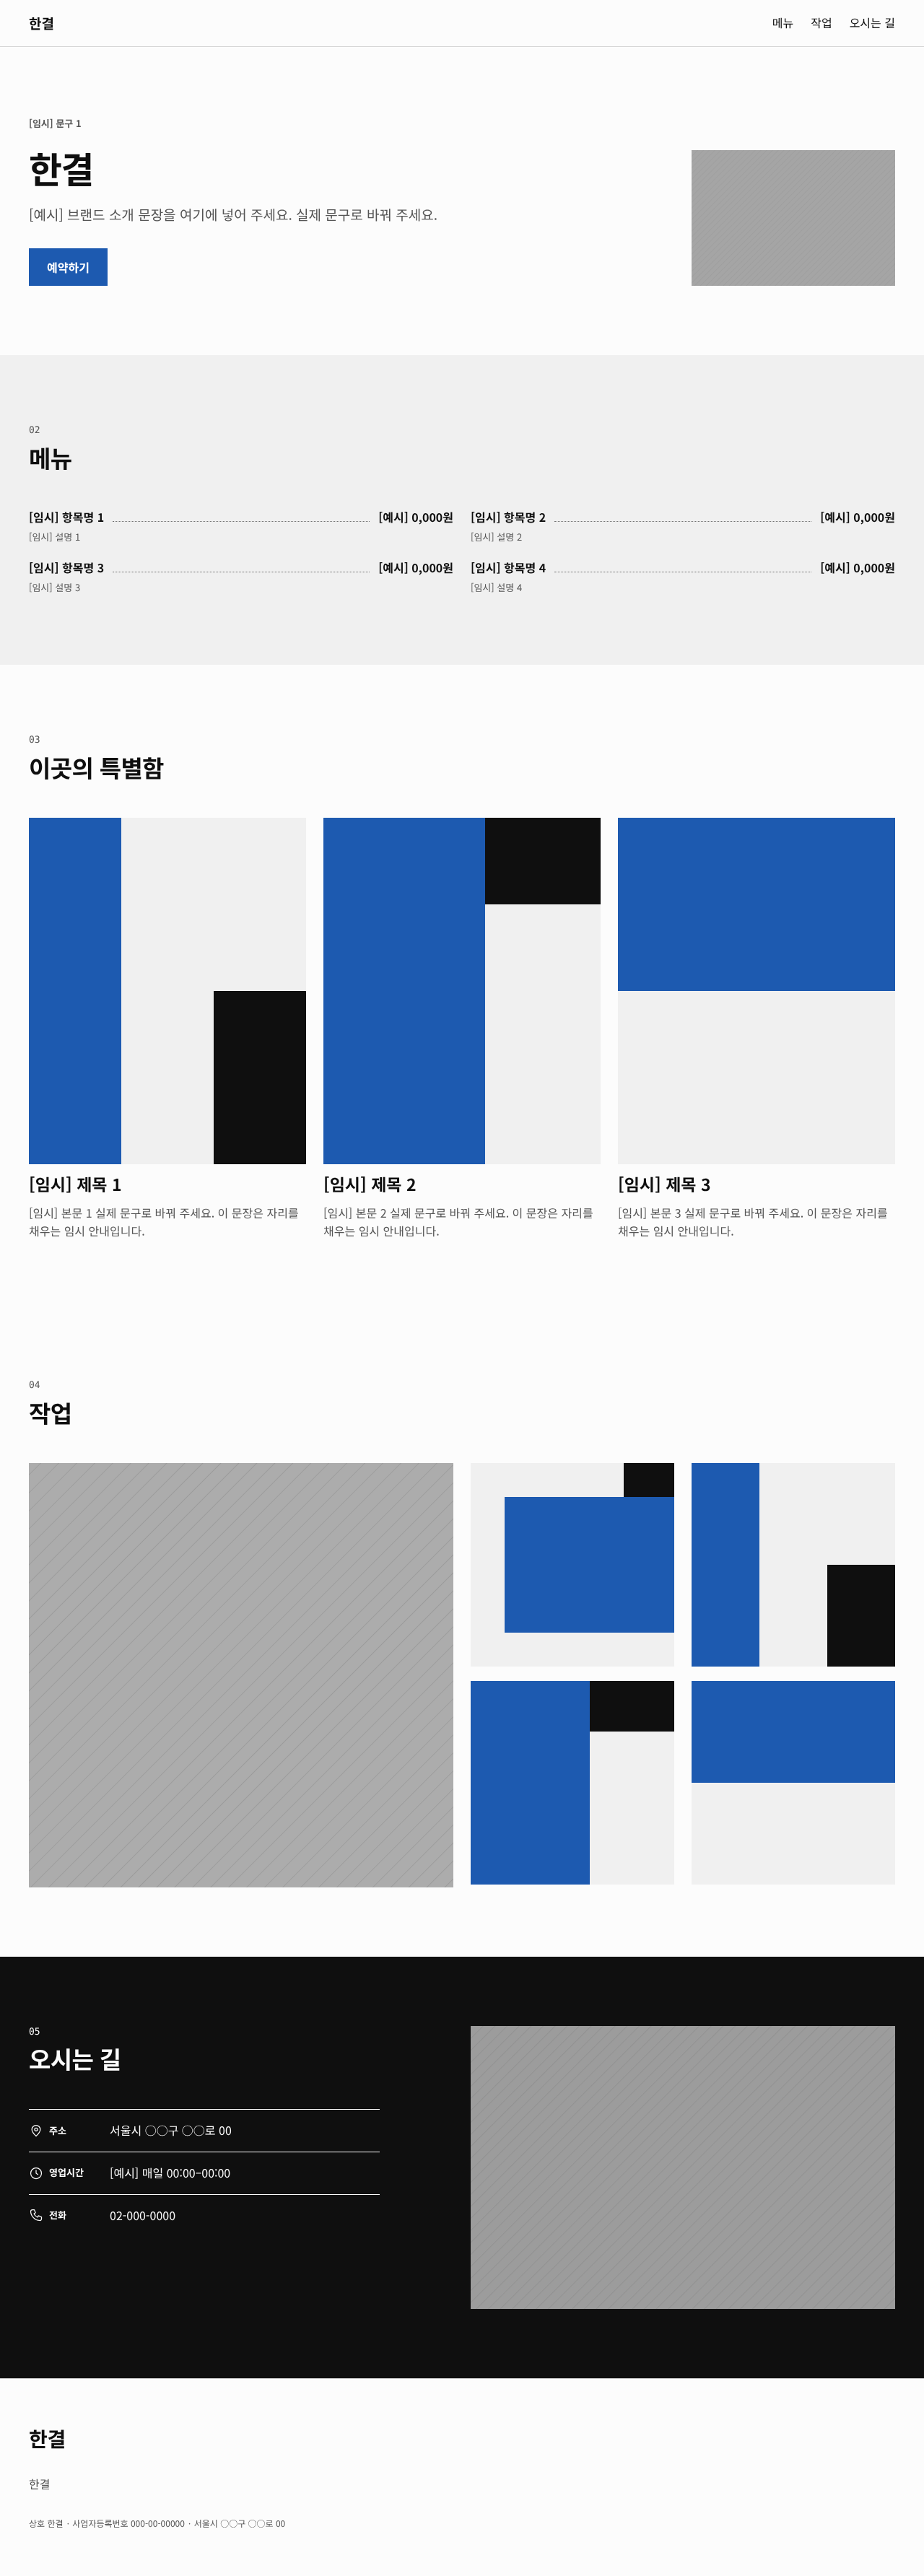 한결
메뉴 작업 오시는 길
[임시] 문구 1
한결
[예시] 브랜드 소개 문장을 여기에 넣어 주세요. 실제 문구로 바꿔 주세요.
예약하기
02
메뉴
[임시] 항목명 1 [예시] 0,000원
[임시] 설명 1
[임시] 항목명 2 [예시] 0,000원
[임시] 설명 2
[임시] 항목명 3 [예시] 0,000원
[임시] 설명 3
[임시] 항목명 4 [예시] 0,000원
[임시] 설명 4
03
이곳의 특별함
[임시] 제목 1
[임시] 본문 1 실제 문구로 바꿔 주세요. 이 문장은 자리를
채우는 임시 안내입니다.
[임시] 제목 2
[임시] 본문 2 실제 문구로 바꿔 주세요. 이 문장은 자리를
채우는 임시 안내입니다.
[임시] 제목 3
[임시] 본문 3 실제 문구로 바꿔 주세요. 이 문장은 자리를
채우는 임시 안내입니다.
04
작업
05
오시는 길
주소 서울시 〇〇구 〇〇로 00
영업시간 [예시] 매일 00:00–00:00
전화 02-000-0000
한결
한결
상호 한결 · 사업자등록번호 000-00-00000 · 서울시 〇〇구 〇〇로 00